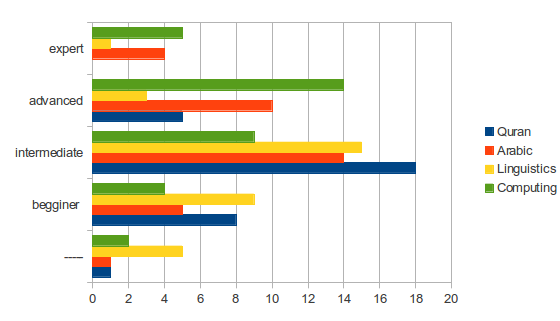 expert
advanced
intermediate
begginer
-----
0 2 4 6 8 10 12 14 16 18 20
Quran
Arabic
Linguistics
Computing